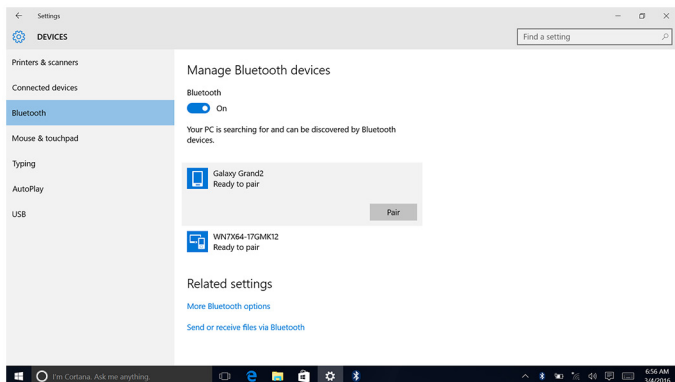 Settings
DEVICES
Find a setting
Printers & scanners
Connected devices
Bluetooth
Mouse & touchpad
Typing
AutoPlay
USB
Manage Bluetooth devices
Bluetooth
On
Your PC is searching for and can be discovered by Bluetooth
devices.
Galaxy Grand2
Ready to pair
Pair
WN7X64-17GMK12
Ready to pair
Related settings
More Bluetooth options
Send or receive files via Bluetooth
I'm Cortana. Ask me anything.
6:56 AM
3/4/2016